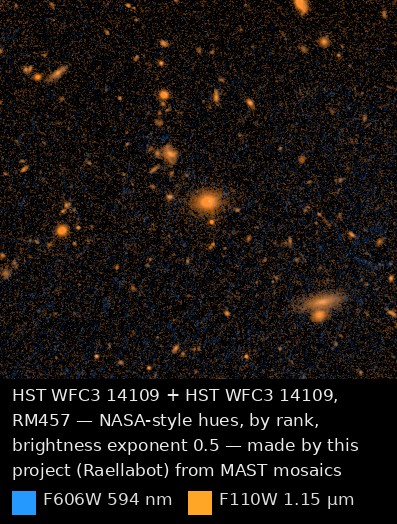 HST WFC3 14109 + HST WFC3 14109,
RM457 — NASA-style hues, by rank,
brightness exponent 0.5 — made by this
project (Raellabot) from MAST mosaics
F606W 594 nm F110W 1.15 µm